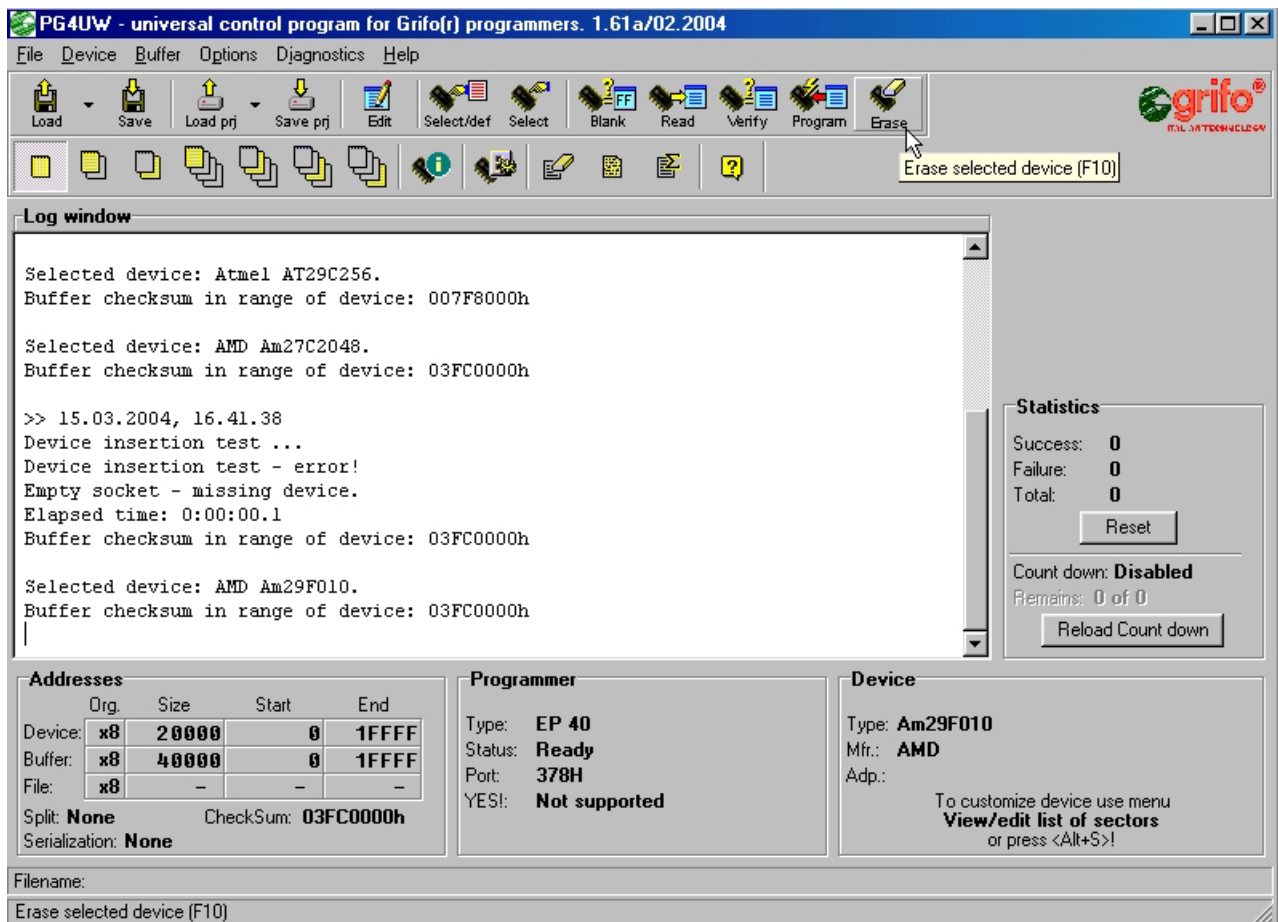 PG4UW - universal control program for Grifo(r) programmers. 1.61a/02.2004
File Device Buffer Options Djagnostics Help
Load Save Load prj Save prj Edit Select/def Select Blank Read Verify Program Erase
FF
grifo®
ITALIAN TECHNOLOGY
Erase selected device (F10)
Log window
Selected device: Atmel AT29C256.
Buffer checksum in range of device: 007F8000h
Selected device: AMD Am27C2048.
Buffer checksum in range of device: 03FC0000h
>> 15.03.2004, 16.41.38
Device insertion test ...
Device insertion test - error!
Empty socket - missing device.
Elapsed time: 0:00:00.1
Buffer checksum in range of device: 03FC0000h
Selected device: AMD Am29F010.
Buffer checksum in range of device: 03FC0000h
Statistics
Success: 0
Failure: 0
Total: 0
Reset
Count down: Disabled
Remains: 0 of 0
Reload Count down
Addresses
Org. Size Start End
Device: x8 20000 0 1FFFF
Buffer: x8 40000 0 1FFFF
File: x8 – – –
Split: None CheckSum: 03FC0000h
Serialization: None
Programmer
Type: EP 40
Status: Ready
Port: 378H
YES!: Not supported
Device
Type: Am29F010
Mfr.: AMD
Adp.:
To customize device use menu
View/edit list of sectors
or press <Alt+S>!
Filename:
Erase selected device (F10)